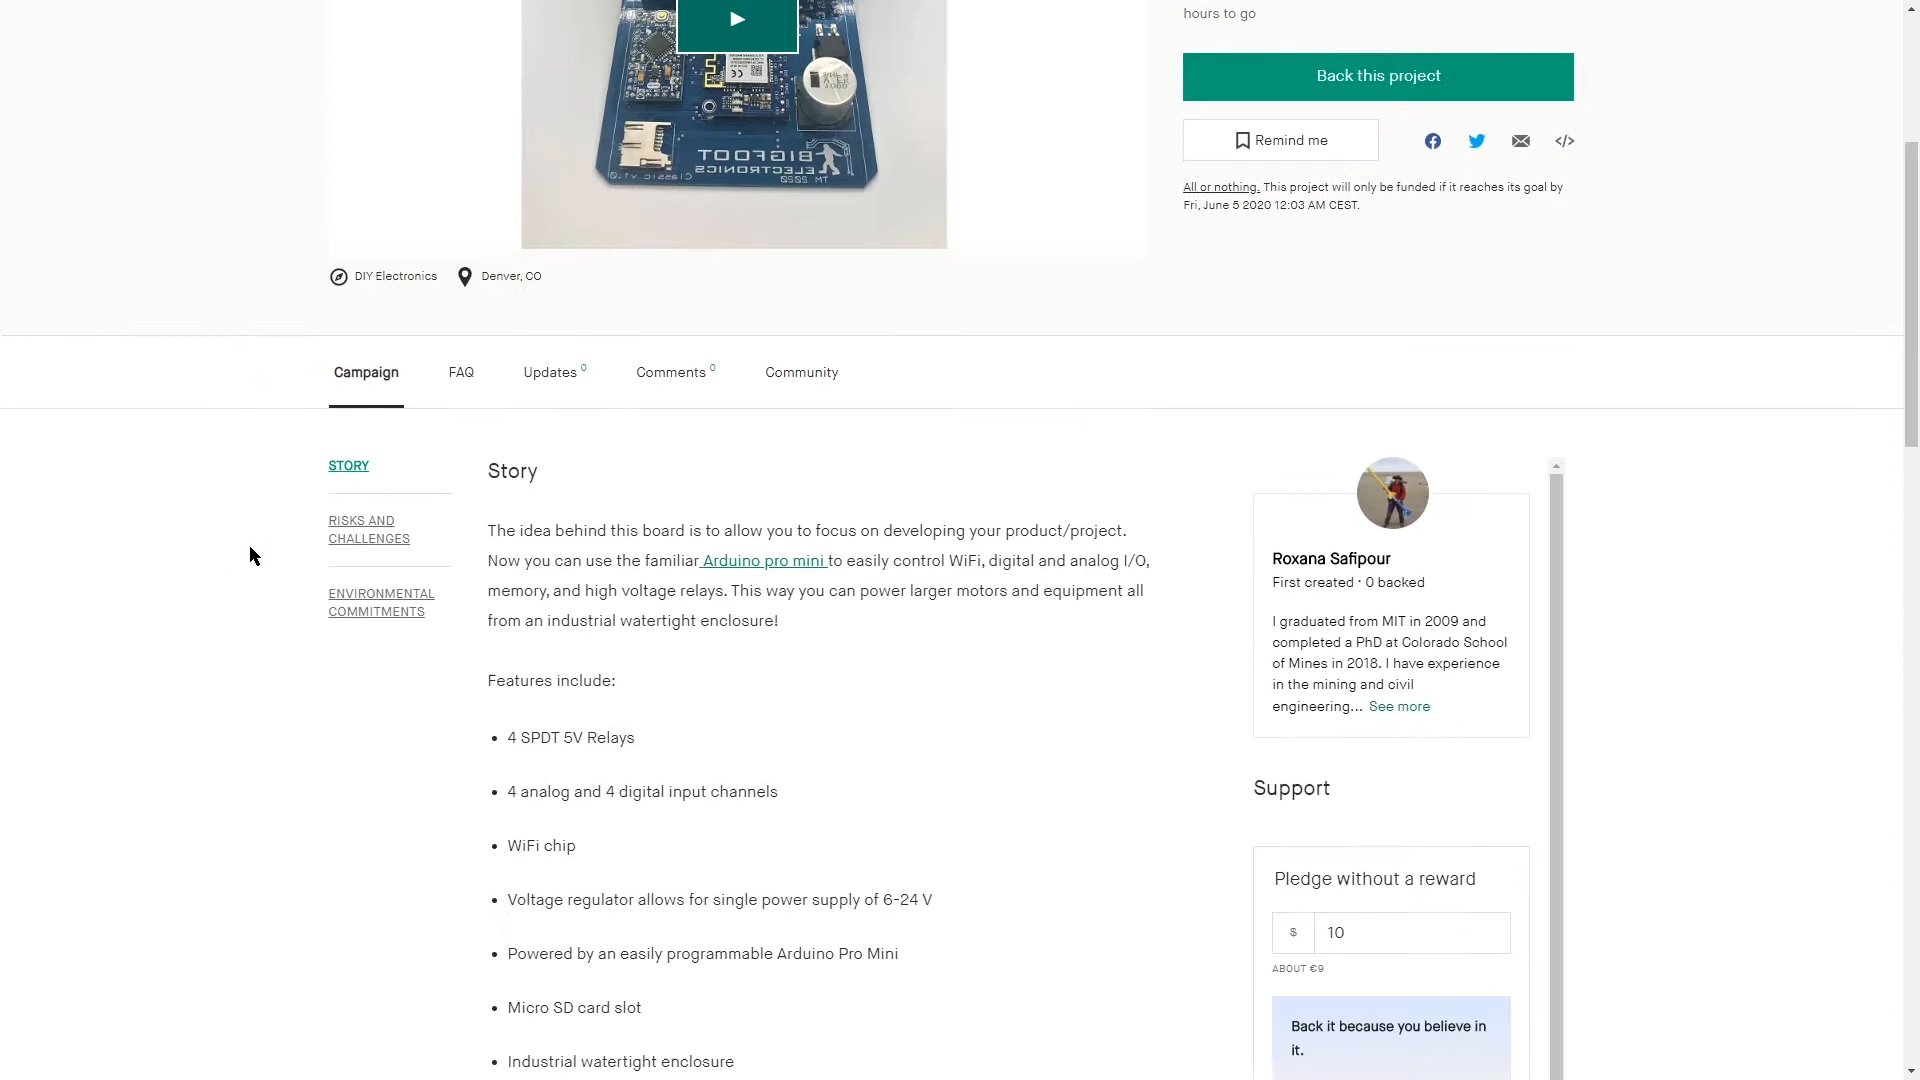 hours to go
Back this project
Remind me
All or nothing. This project will only be funded if it reaches its goal by
Fri, June 5 2020 12:03 AM CEST.
BIGFOOT
ELECTRONICS
TM 2020
Classic v1.0
DIY Electronics
Denver, CO
Campaign
FAQ
Updates 0
Comments 0
Community
STORY
RISKS AND
CHALLENGES
ENVIRONMENTAL
COMMITMENTS
Story
The idea behind this board is to allow you to focus on developing your product/project.
Now you can use the familiar Arduino pro mini to easily control WiFi, digital and analog I/O,
memory, and high voltage relays. This way you can power larger motors and equipment all
from an industrial watertight enclosure!
Features include:
• 4 SPDT 5V Relays
• 4 analog and 4 digital input channels
• WiFi chip
• Voltage regulator allows for single power supply of 6-24 V
• Powered by an easily programmable Arduino Pro Mini
• Micro SD card slot
• Industrial watertight enclosure
Roxana Safipour
First created · 0 backed
I graduated from MIT in 2009 and
completed a PhD at Colorado School
of Mines in 2018. I have experience
in the mining and civil
engineering... See more
Support
Pledge without a reward
$ 10
ABOUT €9
Back it because you believe in
it.